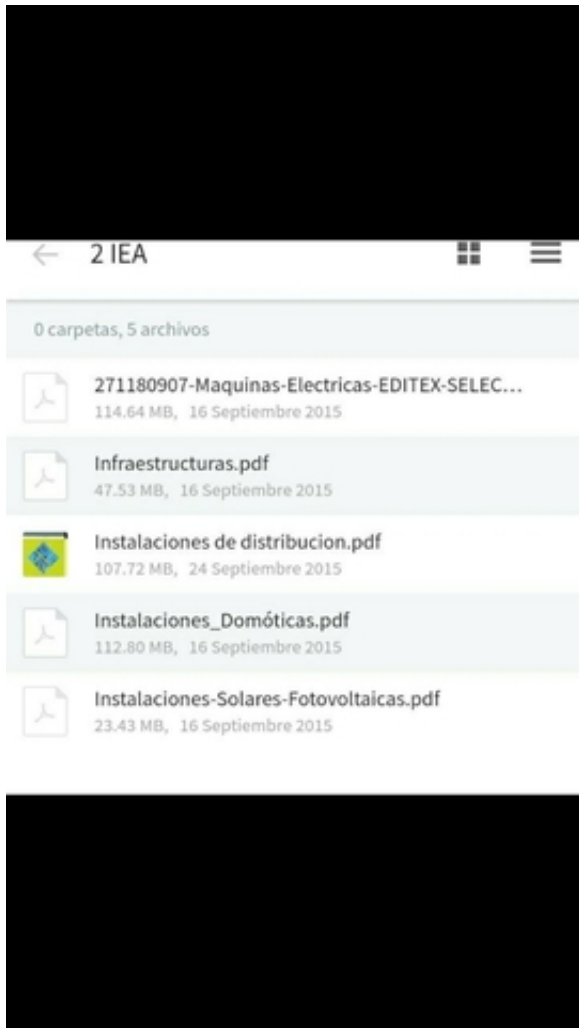 2 IEA
0 carpetas, 5 archivos
271180907-Maquinas-Electricas-EDITEX-SELEC...
114.64 MB, 16 Septiembre 2015
Infraestructuras.pdf
47.53 MB, 16 Septiembre 2015
Instalaciones de distribucion.pdf
107.72 MB, 24 Septiembre 2015
Instalaciones_Domóticas.pdf
112.80 MB, 16 Septiembre 2015
Instalaciones-Solares-Fotovoltaicas.pdf
23.43 MB, 16 Septiembre 2015